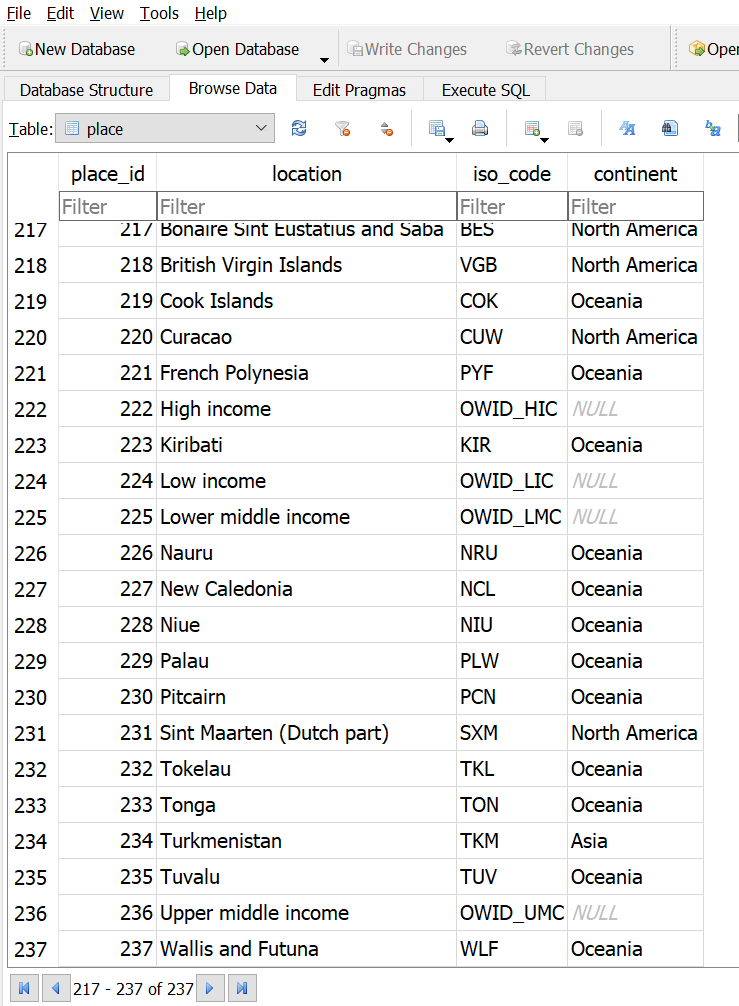 File Edit View Tools Help
New Database Open Database Write Changes Revert Changes Oper
Database Structure Browse Data Edit Pragmas Execute SQL
Table: place
place_id location iso_code continent
Filter Filter Filter Filter
217 217 Bonaire Sint Eustatius and Saba BES North America
218 218 British Virgin Islands VGB North America
219 219 Cook Islands COK Oceania
220 220 Curacao CUW North America
221 221 French Polynesia PYF Oceania
222 222 High income OWID_HIC NULL
223 223 Kiribati KIR Oceania
224 224 Low income OWID_LIC NULL
225 225 Lower middle income OWID_LMC NULL
226 226 Nauru NRU Oceania
227 227 New Caledonia NCL Oceania
228 228 Niue NIU Oceania
229 229 Palau PLW Oceania
230 230 Pitcairn PCN Oceania
231 231 Sint Maarten (Dutch part) SXM North America
232 232 Tokelau TKL Oceania
233 233 Tonga TON Oceania
234 234 Turkmenistan TKM Asia
235 235 Tuvalu TUV Oceania
236 236 Upper middle income OWID_UMC NULL
237 237 Wallis and Futuna WLF Oceania
217 - 237 of 237